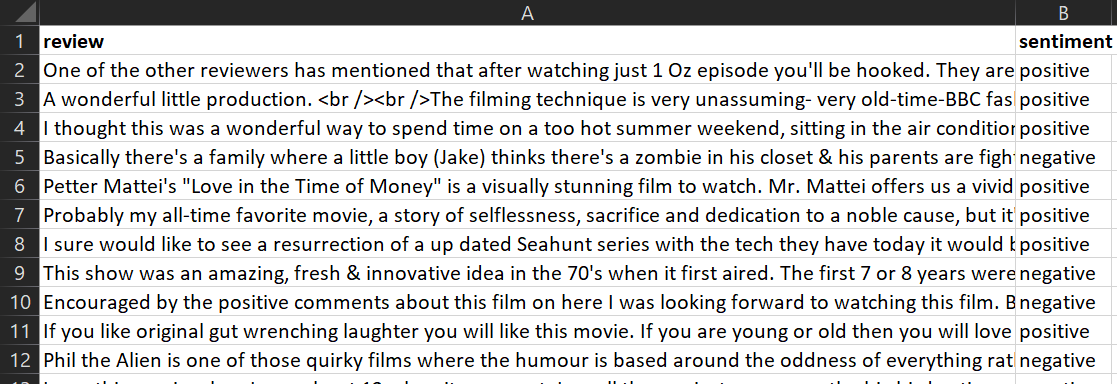 A B
1 review sentiment
2 One of the other reviewers has mentioned that after watching just 1 Oz episode you'll be hooked. They are positive
3 A wonderful little production. <br /><br />The filming technique is very unassuming- very old-time-BBC fas positive
4 I thought this was a wonderful way to spend time on a too hot summer weekend, sitting in the air condition positive
5 Basically there's a family where a little boy (Jake) thinks there's a zombie in his closet & his parents are figh negative
6 Petter Mattei's "Love in the Time of Money" is a visually stunning film to watch. Mr. Mattei offers us a vivid positive
7 Probably my all-time favorite movie, a story of selflessness, sacrifice and dedication to a noble cause, but it' positive
8 I sure would like to see a resurrection of a up dated Seahunt series with the tech they have today it would positive
9 This show was an amazing, fresh & innovative idea in the 70's when it first aired. The first 7 or 8 years were negative
10 Encouraged by the positive comments about this film on here I was looking forward to watching this film. B negative
11 If you like original gut wrenching laughter you will like this movie. If you are young or old then you will love positive
12 Phil the Alien is one of those quirky films where the humour is based around the oddness of everything rat negative